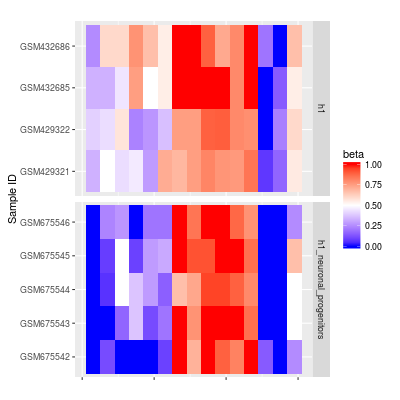 Sample ID
GSM432686
GSM432685
GSM429322
GSM429321
h1
GSM675546
GSM675545
GSM675544
GSM675543
GSM675542
h1_neuronal_progenitors
beta
1.00
0.75
0.50
0.25
0.00